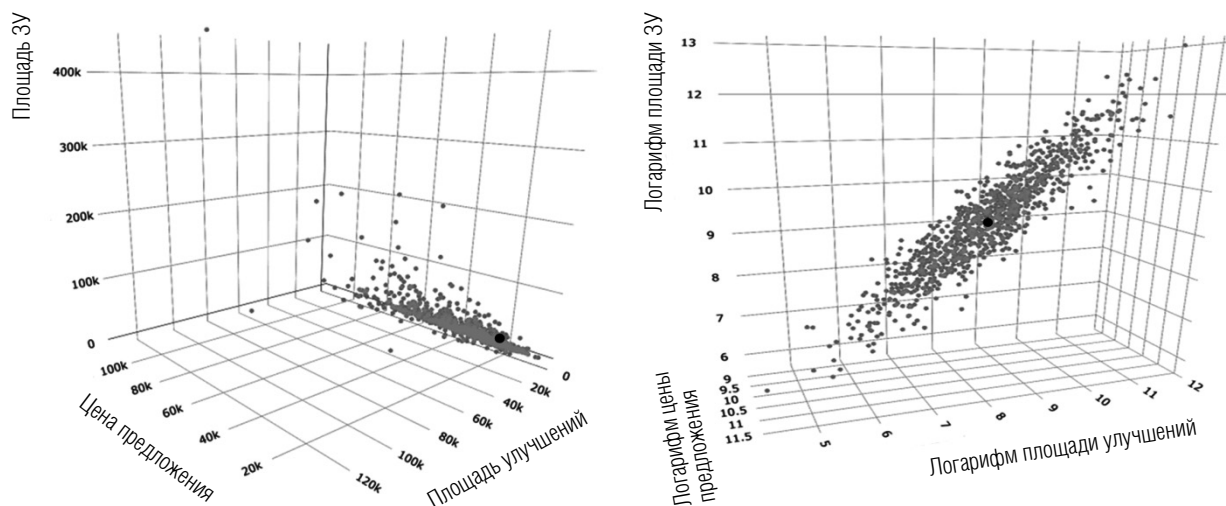 Площадь ЗУ
400k
300k
200k
100k
0
100k
80k
60k
40k
20k
Цена предложения
0
20k
40k
60k
80k
100k
120k
Площадь улучшений
Логарифм площади ЗУ
13
12
11
10
9
8
7
6
9
9.5
10
10.5
11
11.5
Логарифм цены
предложения
5
6
7
8
9
10
11
12
Логарифм площади улучшений